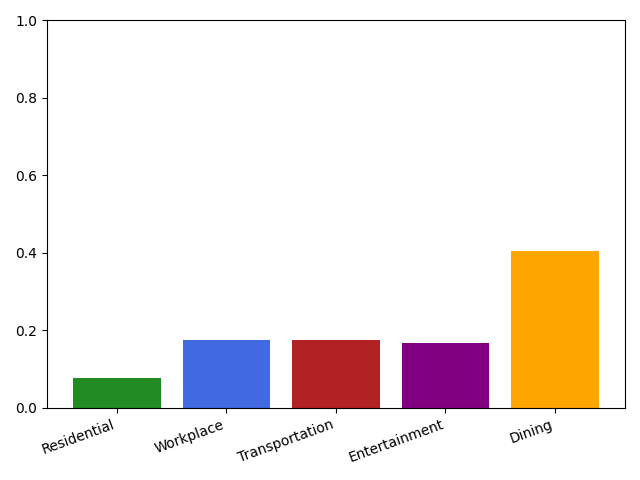 1.0
0.8
0.6
0.4
0.2
0.0
Residential
Workplace
Transportation
Entertainment
Dining